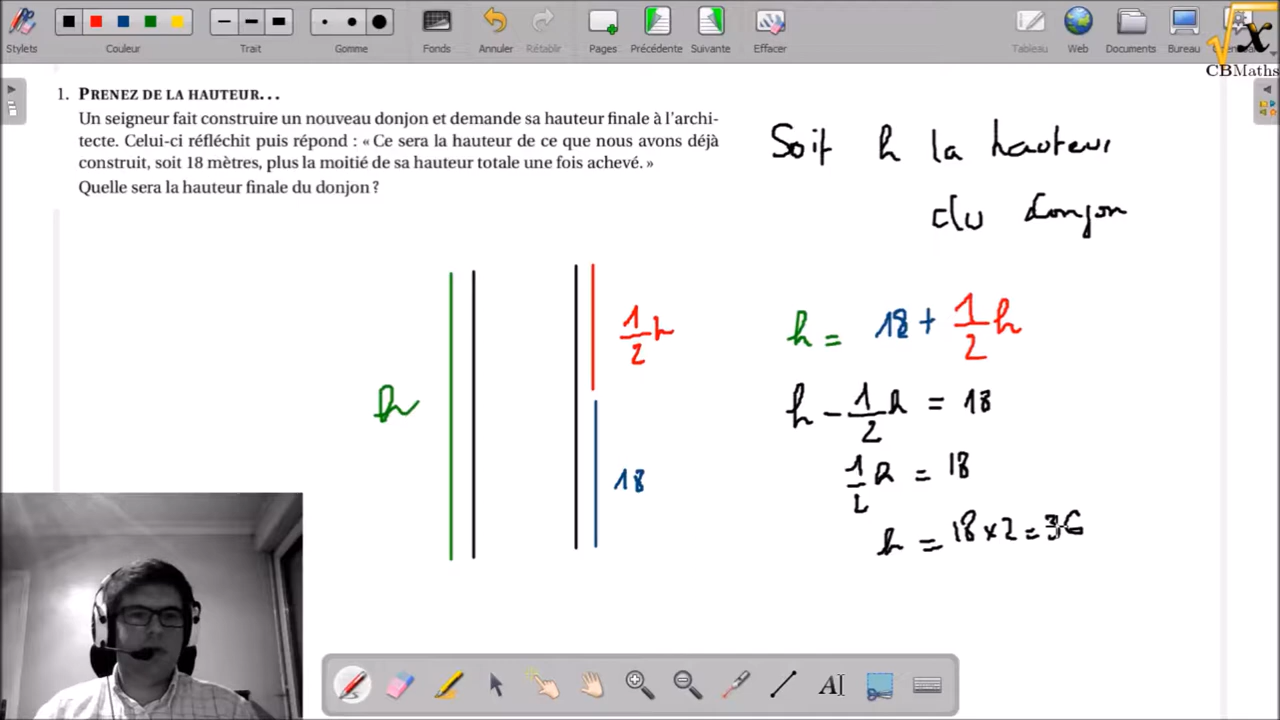 Stylets
Couleur
Trait
Gomme
Fonds
Annuler
Rétablir
Pages
Précédente
Suivante
Effacer
Tableau
Web
Documents
Bureau
CBMaths
1. PRENEZ DE LA HAUTEUR...
Un seigneur fait construire un nouveau donjon et demande sa hauteur finale à l'archi-
tecte. Celui-ci réfléchit puis répond : « Ce sera la hauteur de ce que nous avons déjà
construit, soit 18 mètres, plus la moitié de sa hauteur totale une fois achevé. »
Quelle sera la hauteur finale du donjon ?
Soit h la hauteur
du donjon
h
1/2 h
18
h = 18 + 1/2 h
h - 1/2 h = 18
1/2 h = 18
h = 18 × 2 = 36